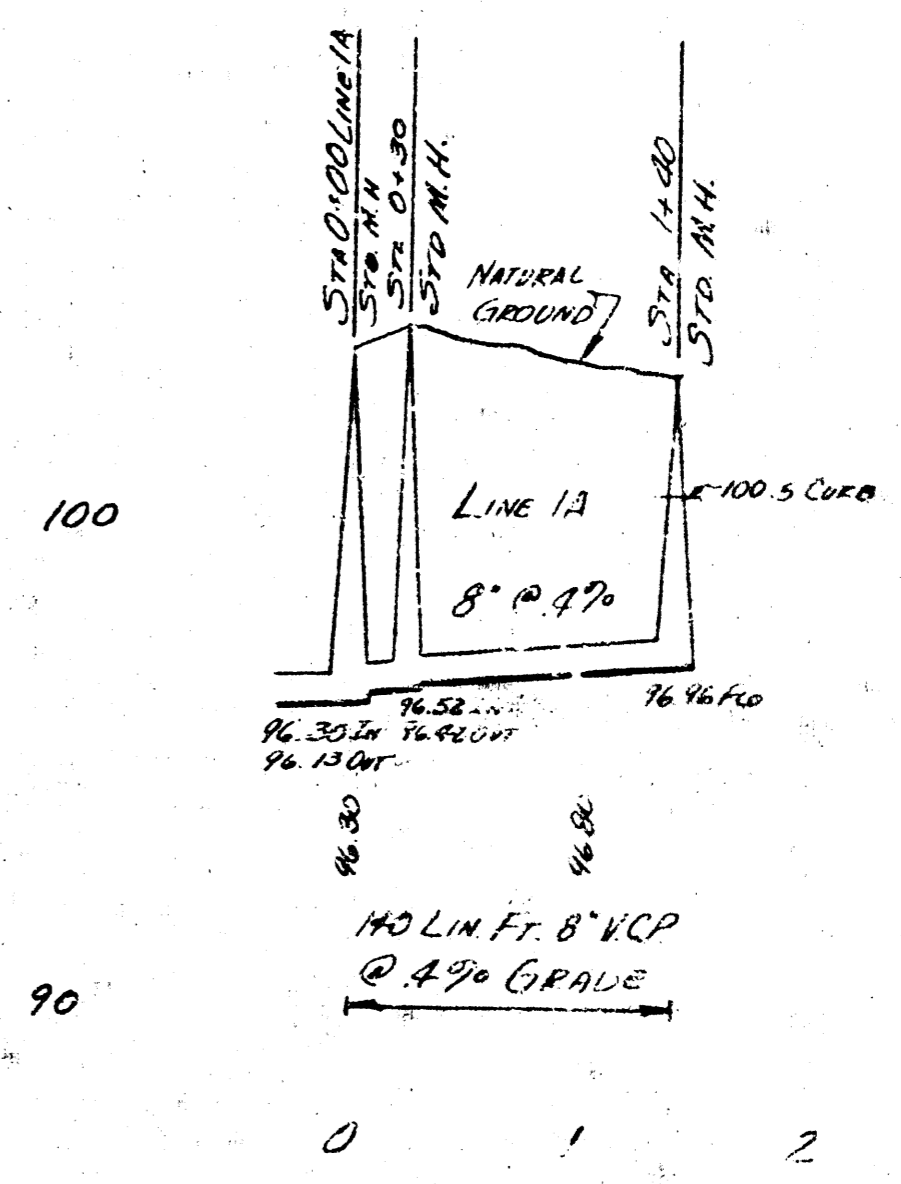 STA 0+00 LINE 1A
STD. M.H
STA 0+30
STD M.H.
STA 1+40
STD. M.H.
NATURAL
GROUND
100
LINE 1A
100.5 CURB
8" @ .4%
96.30 IN
96.13 OUT
96.52
96.42 OUT
96.96
96.30
96.80
140 LIN. FT. 8" V.C.P.
@ .4% GRADE
90
0 1 2